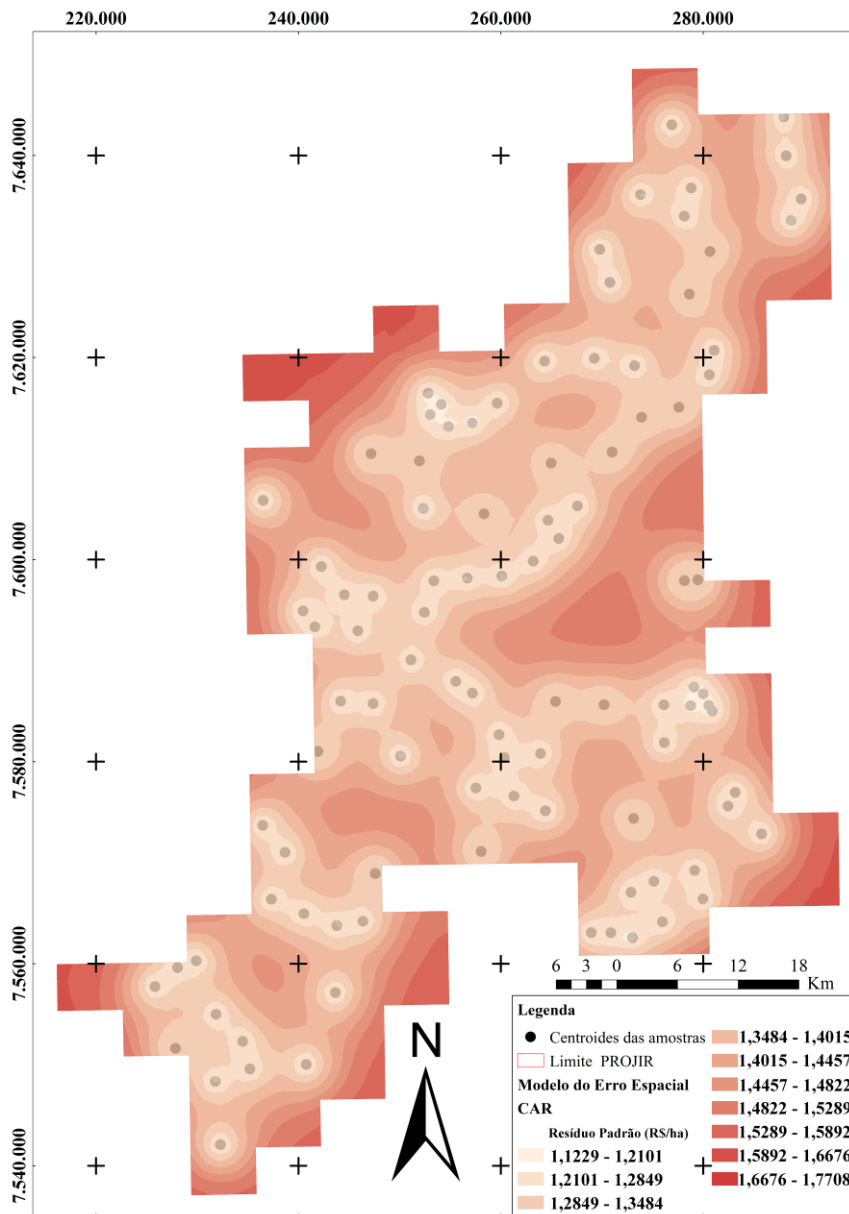 220.000 240.000 260.000 280.000
7.640.000
7.620.000
7.600.000
7.580.000
7.560.000
7.540.000
6 3 0 6 12 18
Km
N
Legenda
Centroides das amostras
Limite PROJIR
Modelo do Erro Espacial
CAR
Resíduo Padrão (R$/ha)
1,1229 - 1,2101
1,2101 - 1,2849
1,2849 - 1,3484
1,3484 - 1,4015
1,4015 - 1,4457
1,4457 - 1,4822
1,4822 - 1,5289
1,5289 - 1,5892
1,5892 - 1,6676
1,6676 - 1,7708